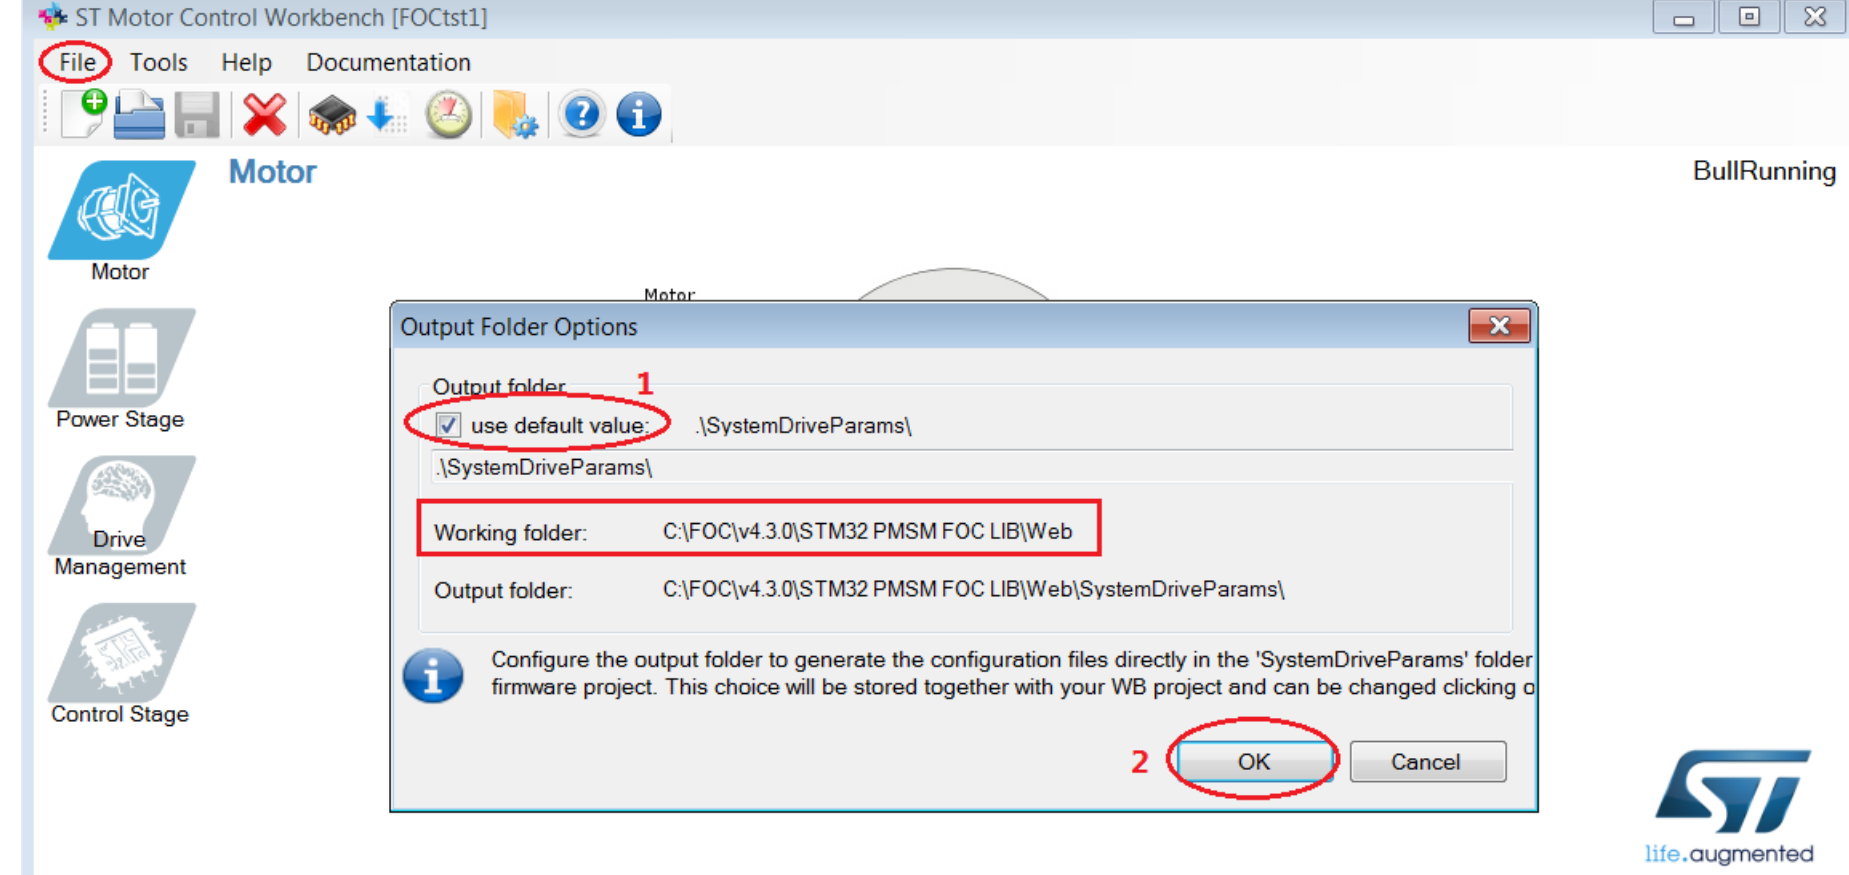 ST Motor Control Workbench [FOCtst1]
File Tools Help Documentation
Motor
BullRunning
Motor
Power Stage
Drive
Management
Control Stage
Motor
Output Folder Options
Output folder
1
use default value: .\SystemDriveParams\
.\SystemDriveParams\
Working folder: C:\FOC\v4.3.0\STM32 PMSM FOC LIB\Web
Output folder: C:\FOC\v4.3.0\STM32 PMSM FOC LIB\Web\SystemDriveParams\
Configure the output folder to generate the configuration files directly in the 'SystemDriveParams' folder
firmware project. This choice will be stored together with your WB project and can be changed clicking o
2
OK
Cancel
ST
life.augmented